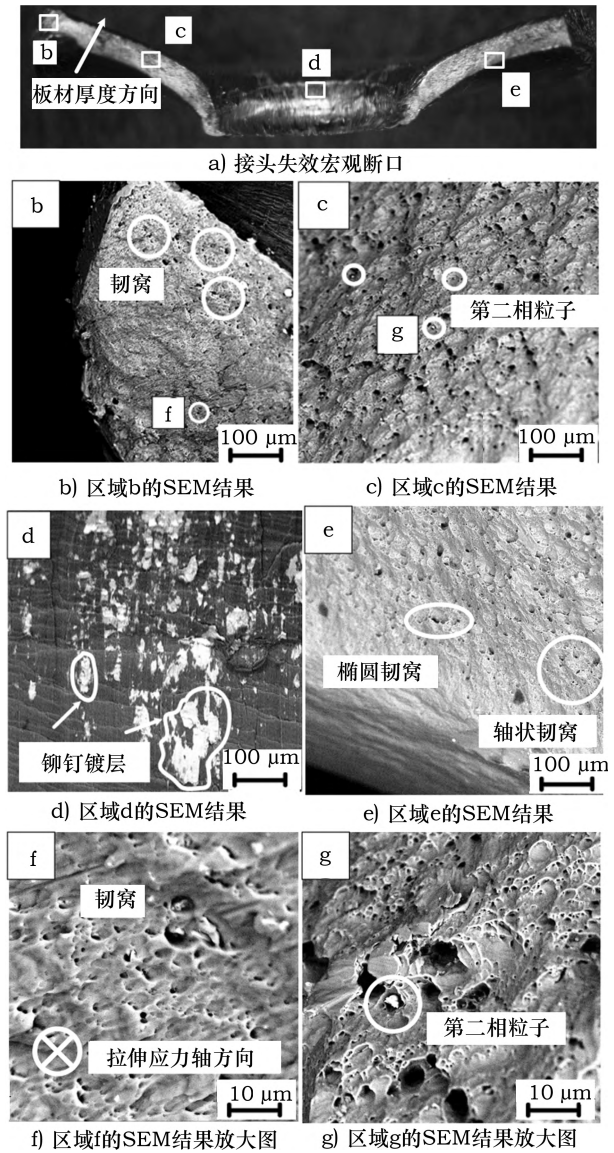 b
c
d
e
板材厚度方向
a) 接头失效宏观断口
b
韧窝
f
100 μm
c
第二相粒子
g
100 μm
b) 区域b的SEM结果
c) 区域c的SEM结果
d
铆钉镀层
100 μm
e
椭圆韧窝
轴状韧窝
100 μm
d) 区域d的SEM结果
e) 区域e的SEM结果
f
韧窝
拉伸应力轴方向
10 μm
g
第二相粒子
10 μm
f) 区域f的SEM结果放大图
g) 区域g的SEM结果放大图